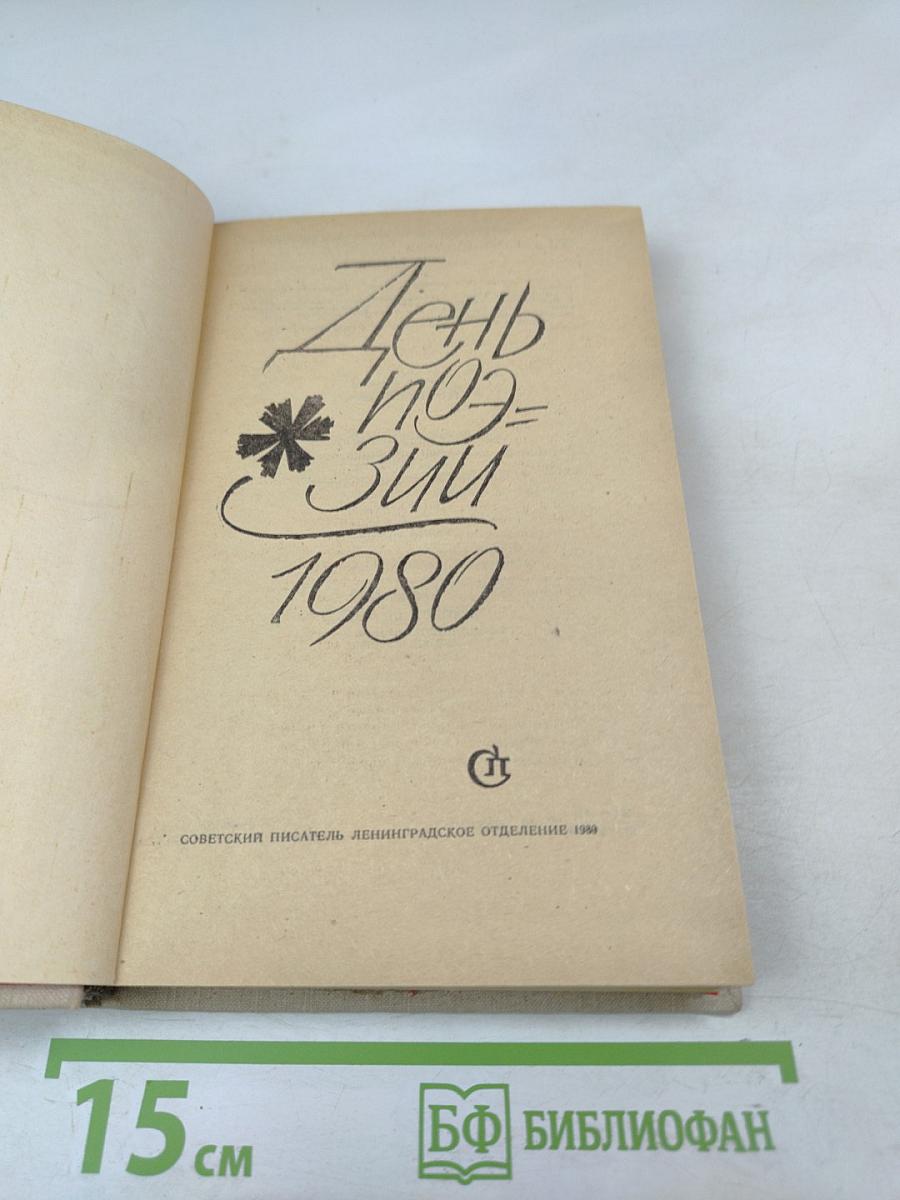 День
поэ=
зии
1980
СП
СОВЕТСКИЙ ПИСАТЕЛЬ ЛЕНИНГРАДСКОЕ ОТДЕЛЕНИЕ 1980
15 см
БФ БИБЛИОФАН